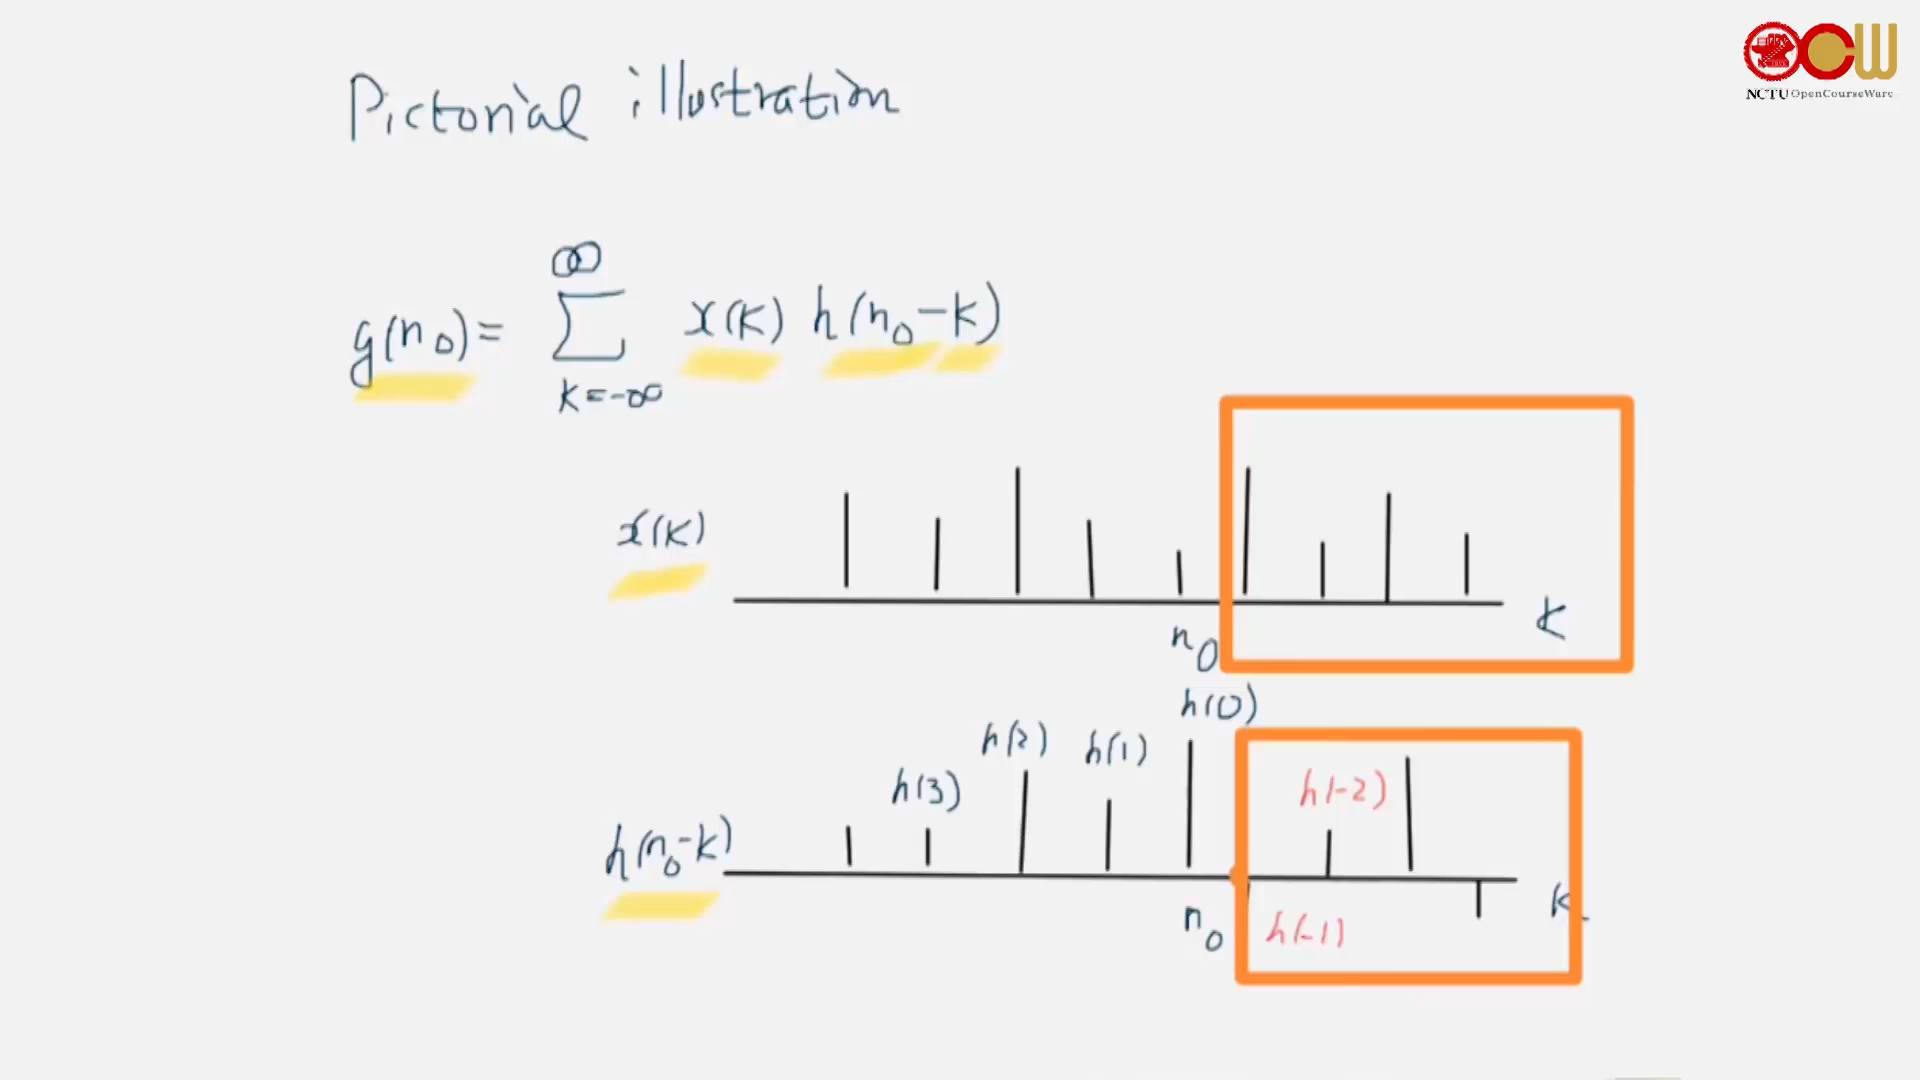 NCTU OpenCourseWare
Pictorial illustration
y(n₀) = ∞ Σ k=-∞ x(k) h(n₀-k)
x(k)
k
n₀
h(0)
h(2) h(1)
h(3) h(-2)
h(n₀-k)
k
n₀ h(-1)